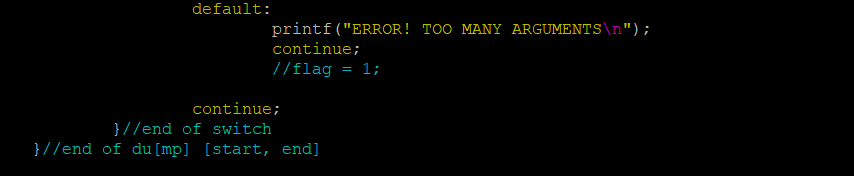 default:
printf("ERROR! TOO MANY ARGUMENTS\n");
continue;
//flag = 1;
continue;
}//end of switch
}//end of du[mp] [start, end]